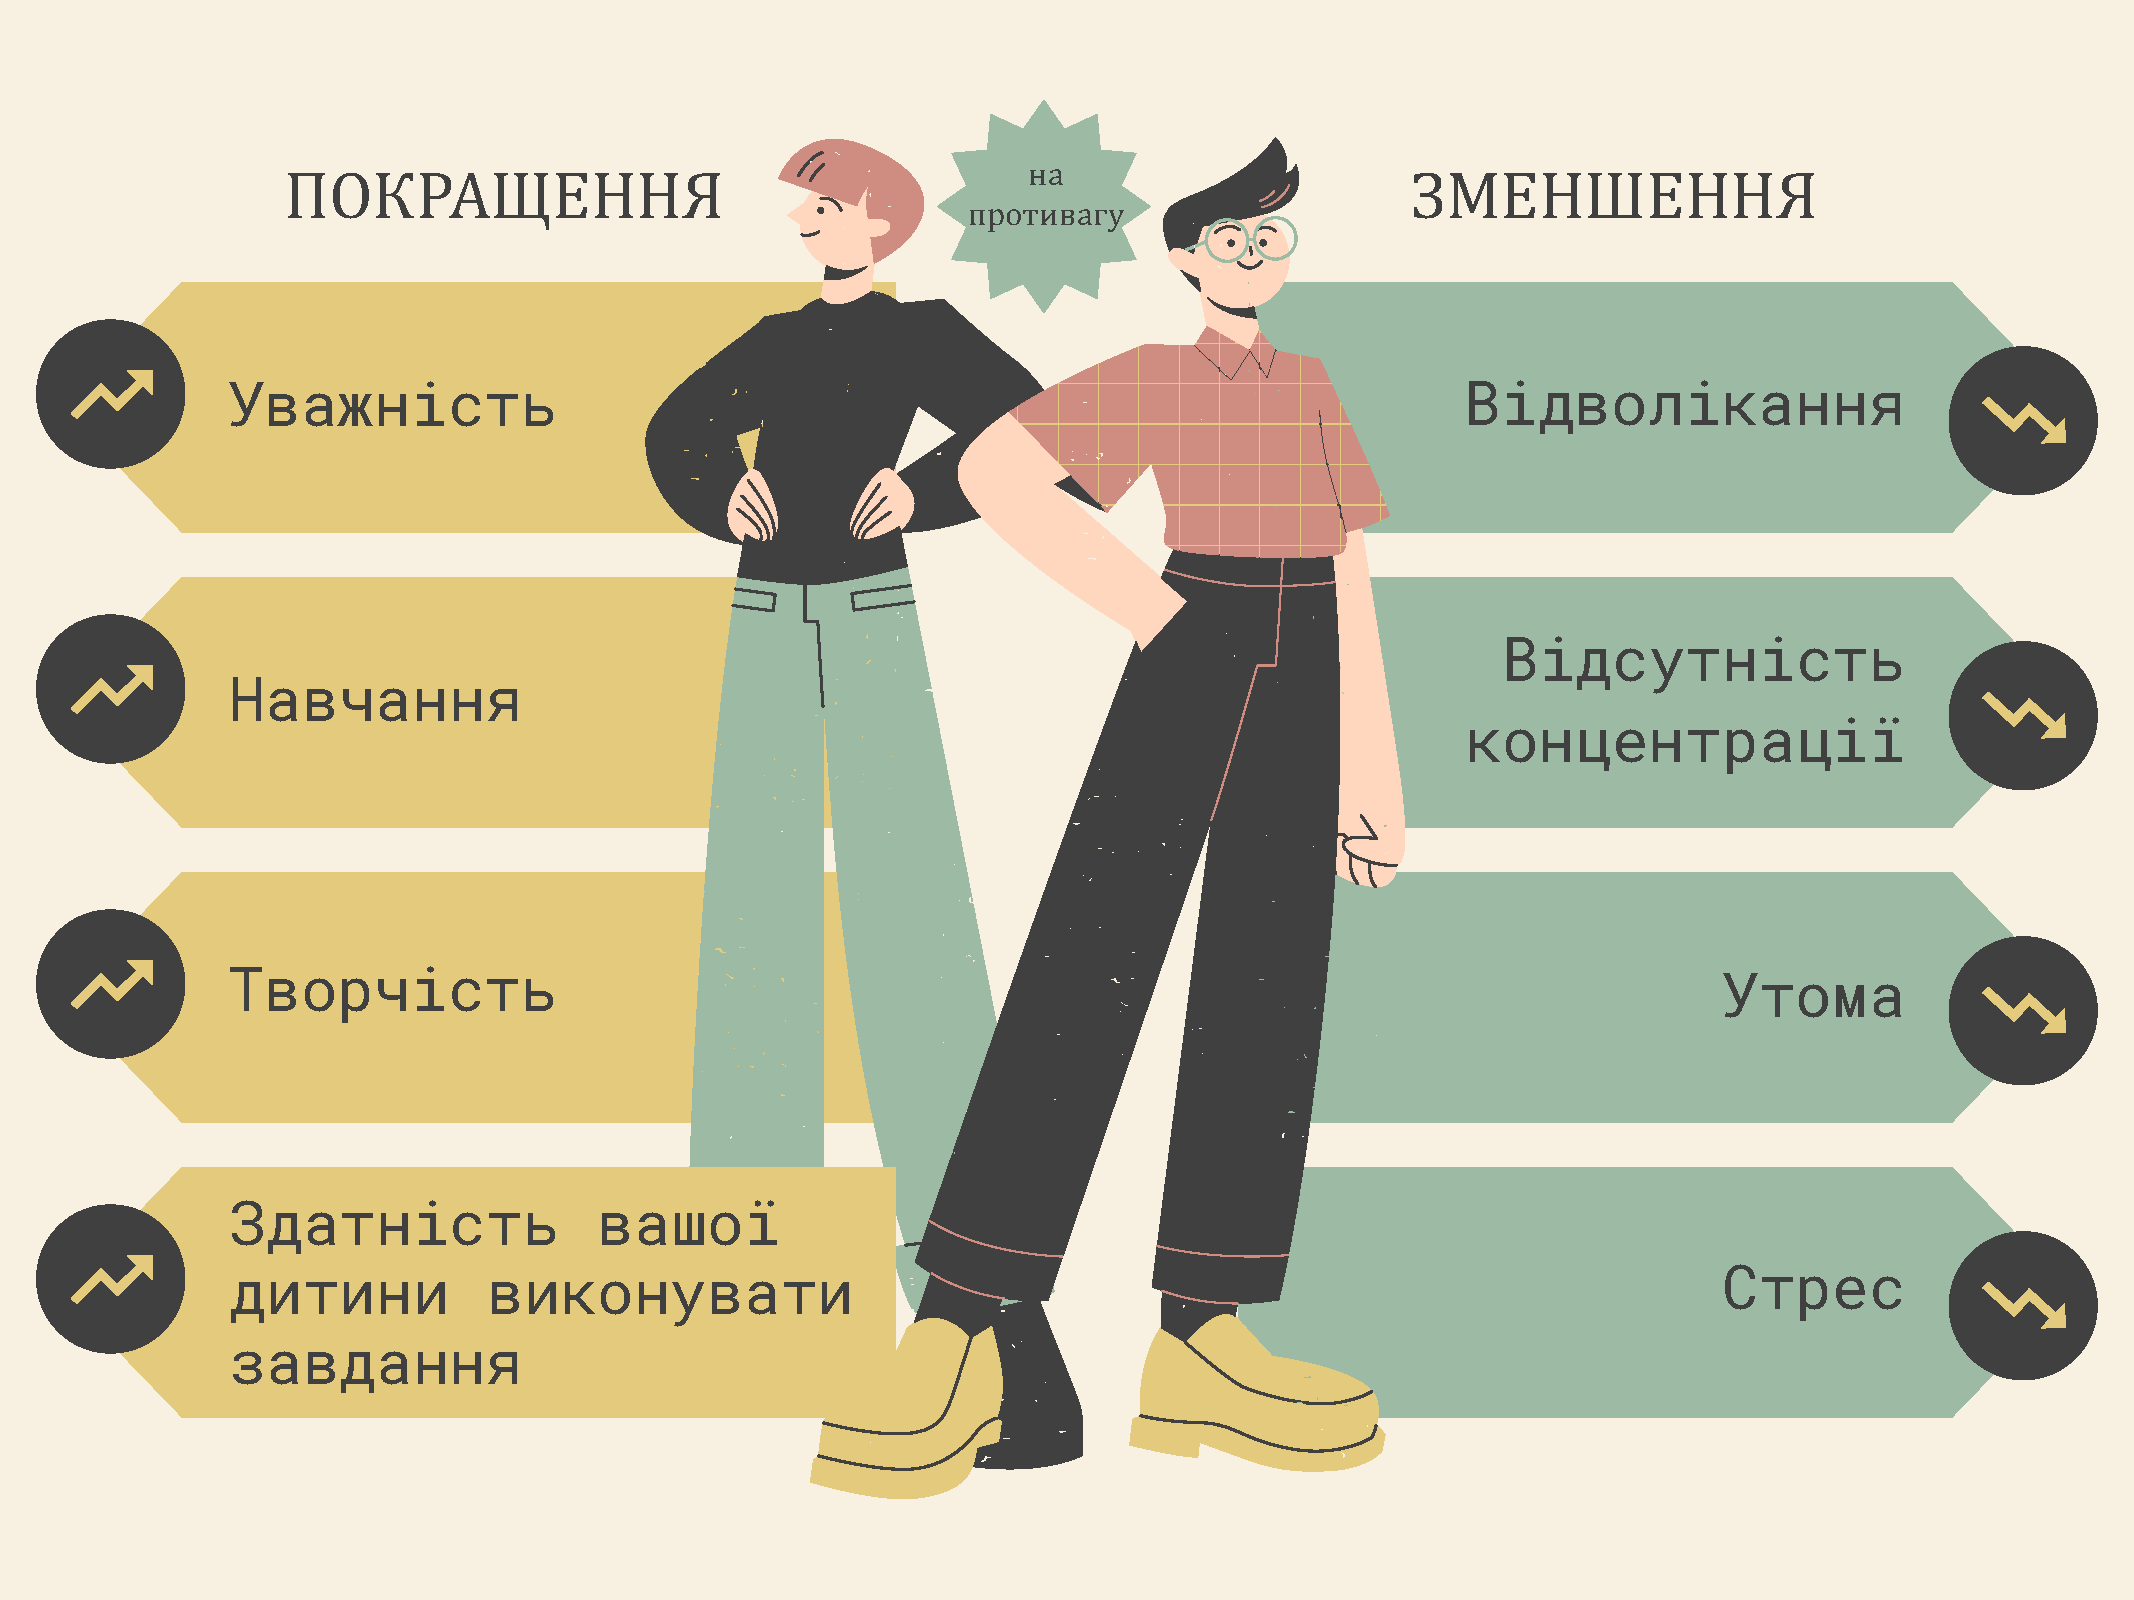 ПОКРАЩЕННЯ
на
противагу
ЗМЕНШЕННЯ
Уважність
Навчання
Творчість
Здатність вашої
дитини виконувати
завдання
Відволікання
Відсутність
концентрації
Утома
Стрес